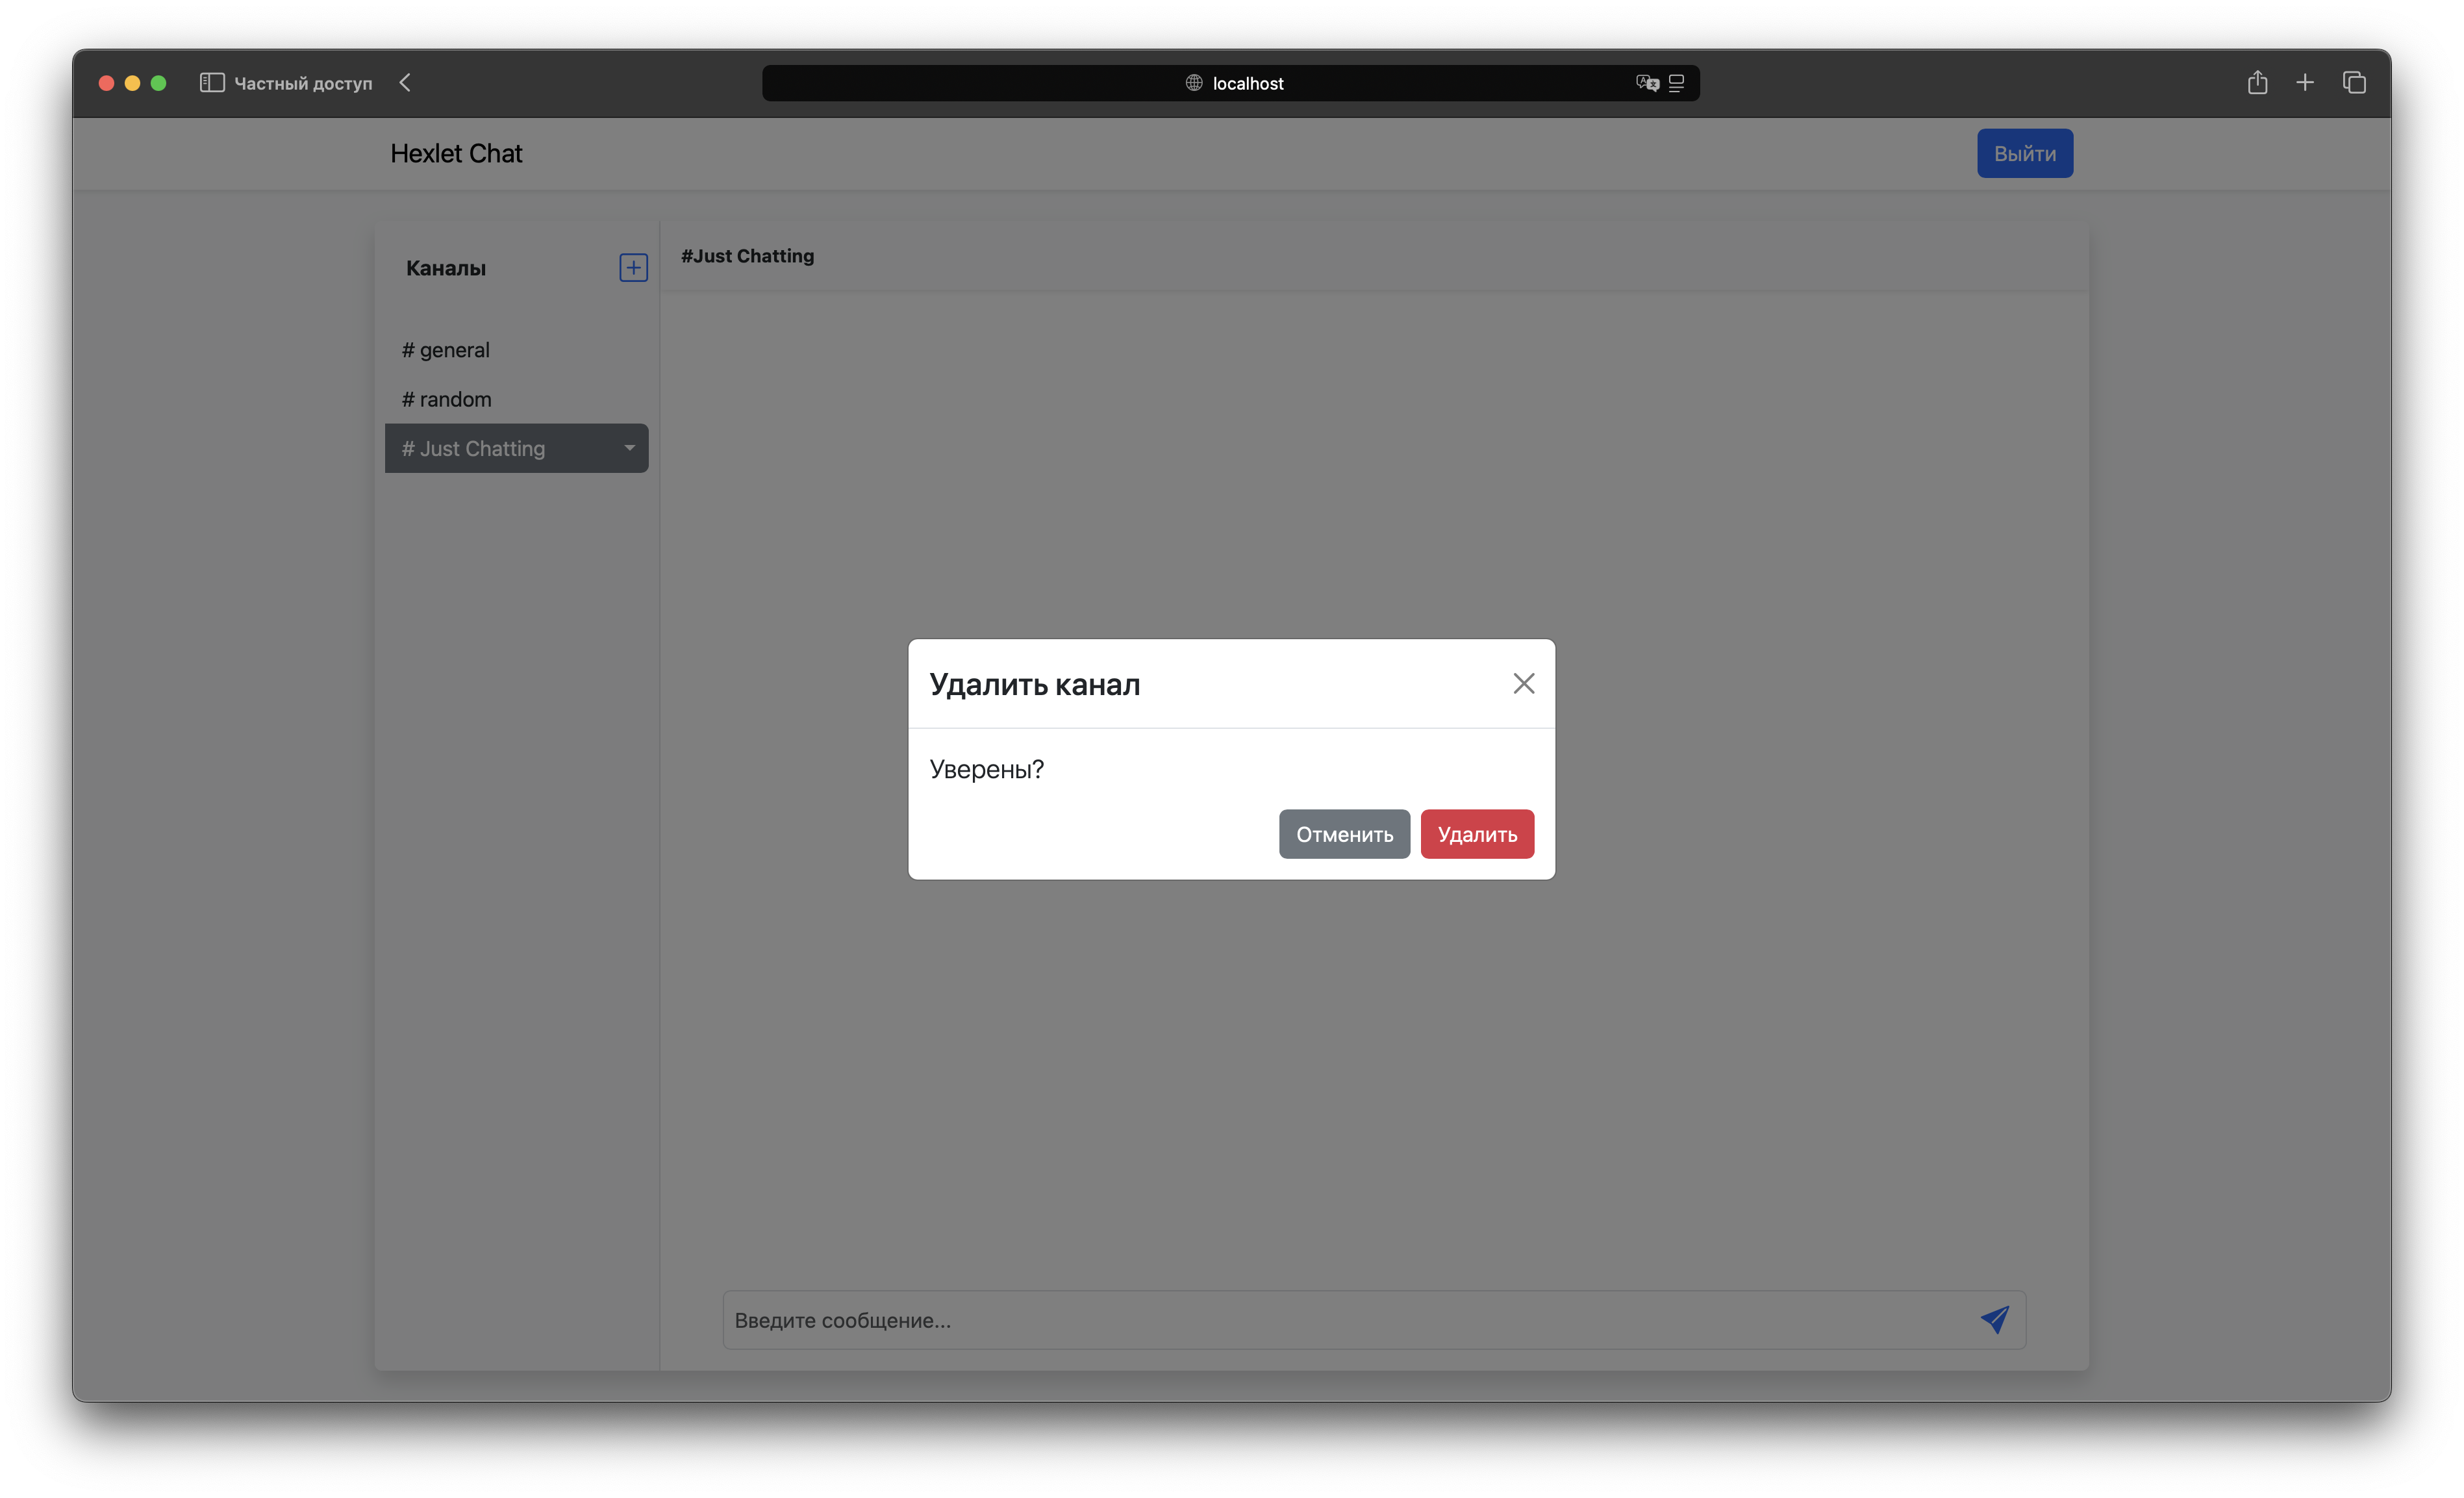 Частный доступ
localhost
Hexlet Chat
Выйти
Каналы
#Just Chatting
# general
# random
# Just Chatting
Удалить канал
Уверены?
Отменить
Удалить
Введите сообщение...